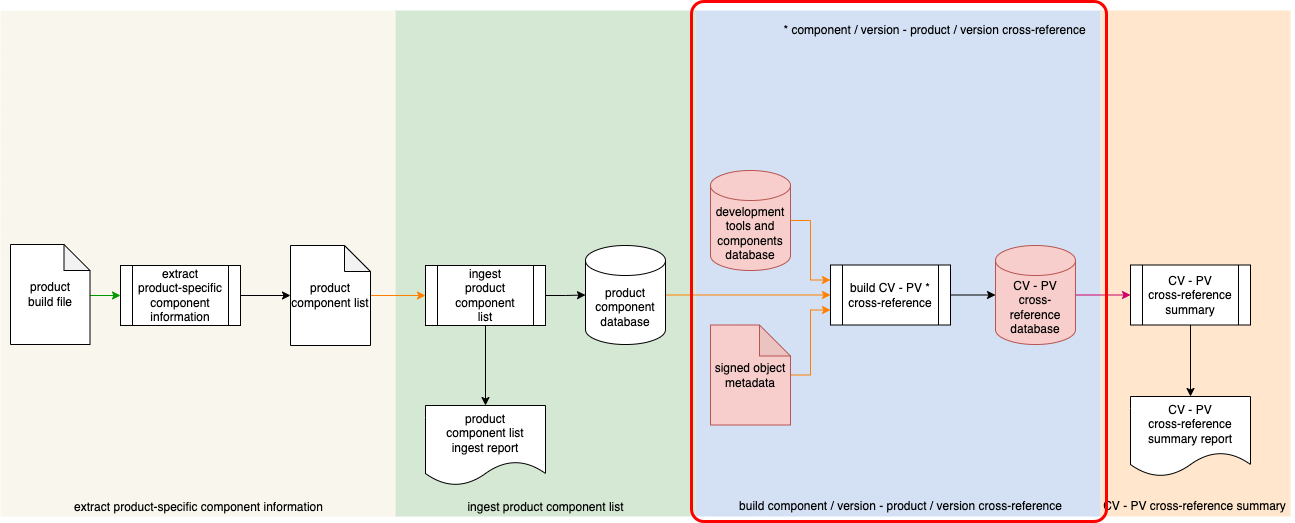 * component / version - product / version cross-reference
development
tools and
components
database
product
build file
extract
product-specific
component
information
product
component list
ingest
product
component
list
product
component
database
build CV - PV *
cross-reference
CV - PV
cross-
reference
database
CV - PV
cross-reference
summary
signed object
metadata
product
component list
ingest report
CV - PV
cross-reference
summary report
extract product-specific component information
ingest product component list
build component / version - product / version cross-reference
CV - PV cross-reference summary